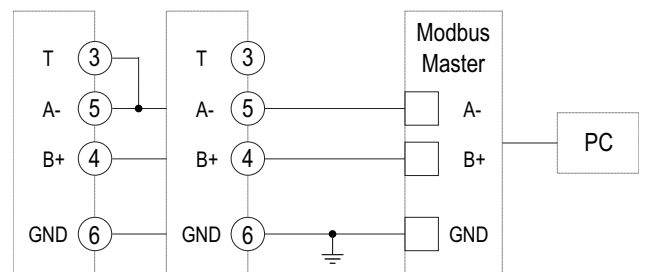 Modbus
Master
T 3 T 3
A- 5 A- 5 A-
B+ 4 B+ 4 B+
PC
GND 6 GND 6 GND